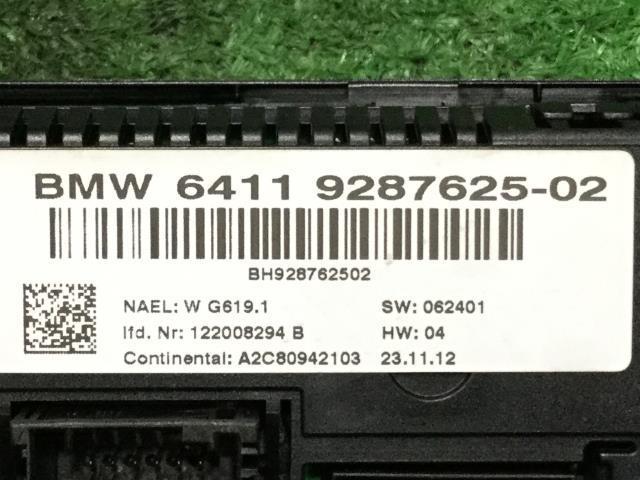 BMW 6411 9287625-02
BH928762502
NAEL: W G619.1 SW: 062401
lfd. Nr: 122008294 B HW: 04
Continental: A2C80942103 23.11.12